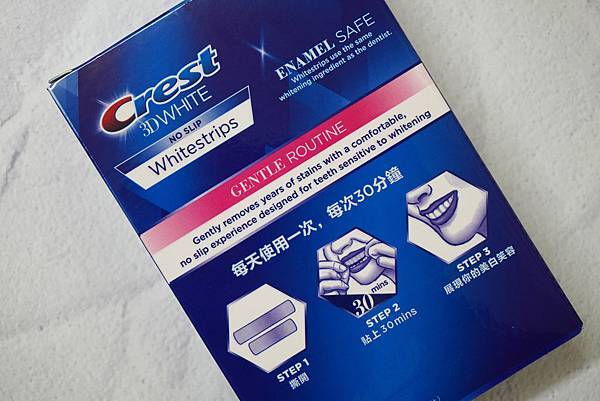 Crest
3DWHITE
NO SLIP
Whitestrips
ENAMEL SAFE
Whitestrips use the same
whitening ingredient as the dentist.
GENTLE ROUTINE
Gently removes years of stains with a comfortable,
no slip experience designed for teeth sensitive to whitening
每天使用一次，每次30分鐘
STEP 1
撕開
30 mins
STEP 2
貼上30mins
STEP 3
展現你的美白笑容